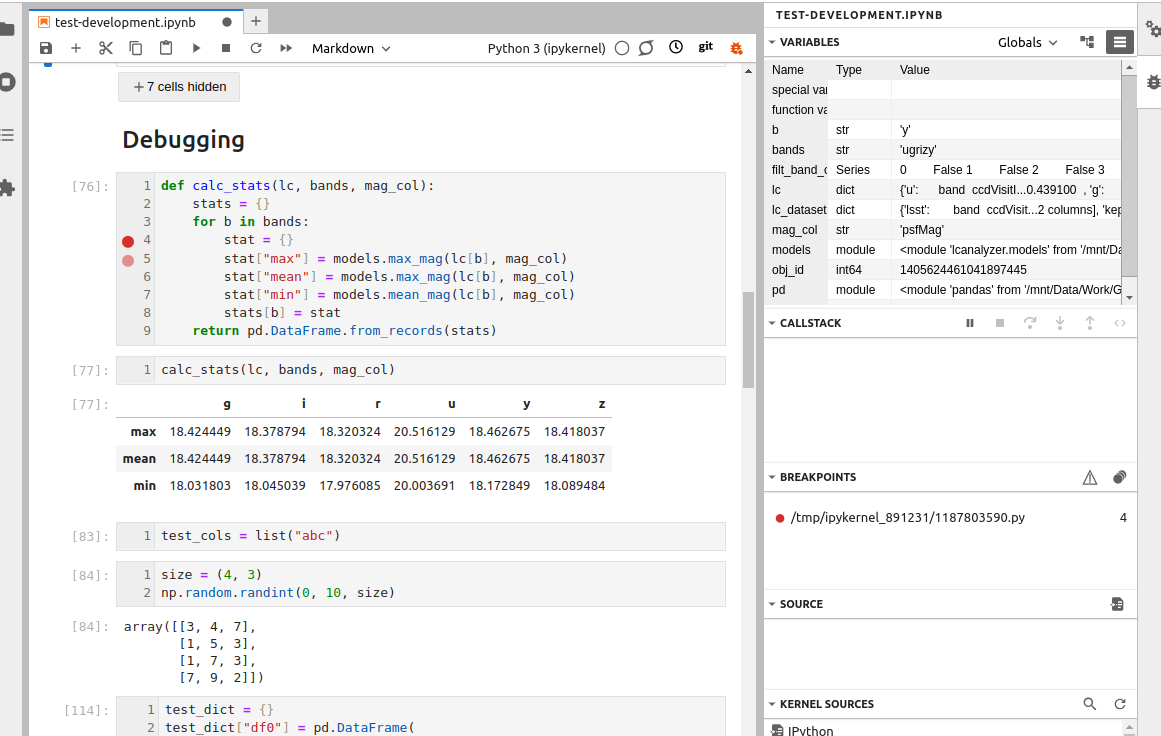 test-development.ipynb
Markdown
Python 3 (ipykernel)
git
+ 7 cells hidden
Debugging
[76]:
1 def calc_stats(lc, bands, mag_col):
2     stats = {}
3     for b in bands:
4         stat = {}
5         stat["max"] = models.max_mag(lc[b], mag_col)
6         stat["mean"] = models.max_mag(lc[b], mag_col)
7         stat["min"] = models.mean_mag(lc[b], mag_col)
8         stats[b] = stat
9     return pd.DataFrame.from_records(stats)
[77]:
1 calc_stats(lc, bands, mag_col)
[77]:
g i r u y z
max 18.424449 18.378794 18.320324 20.516129 18.462675 18.418037
mean 18.424449 18.378794 18.320324 20.516129 18.462675 18.418037
min 18.031803 18.045039 17.976085 20.003691 18.172849 18.089484
[83]:
1 test_cols = list("abc")
[84]:
1 size = (4, 3)
2 np.random.randint(0, 10, size)
[84]:
array([[3, 4, 7],
       [1, 5, 3],
       [1, 7, 3],
       [7, 9, 2]])
[114]:
1 test_dict = {}
2 test_dict["df0"] = pd.DataFrame(
TEST-DEVELOPMENT.IPYNB
VARIABLES
Globals
Name Type Value
special var
function va
b str 'y'
bands str 'ugrizy'
filt_band_c Series 0 False 1 False 2 False 3
lc dict {'u': band ccdVisitI...0.439100 , 'g':
lc_dataset dict {'lsst': band ccdVisit...2 columns], 'kep
mag_col str 'psfMag'
models module <module 'lcanalyzer.models' from '/mnt/Da
obj_id int64 1405624461041897445
pd module <module 'pandas' from '/mnt/Data/Work/G
CALLSTACK
BREAKPOINTS
/tmp/ipykernel_891231/1187803590.py 4
SOURCE
KERNEL SOURCES
IPython